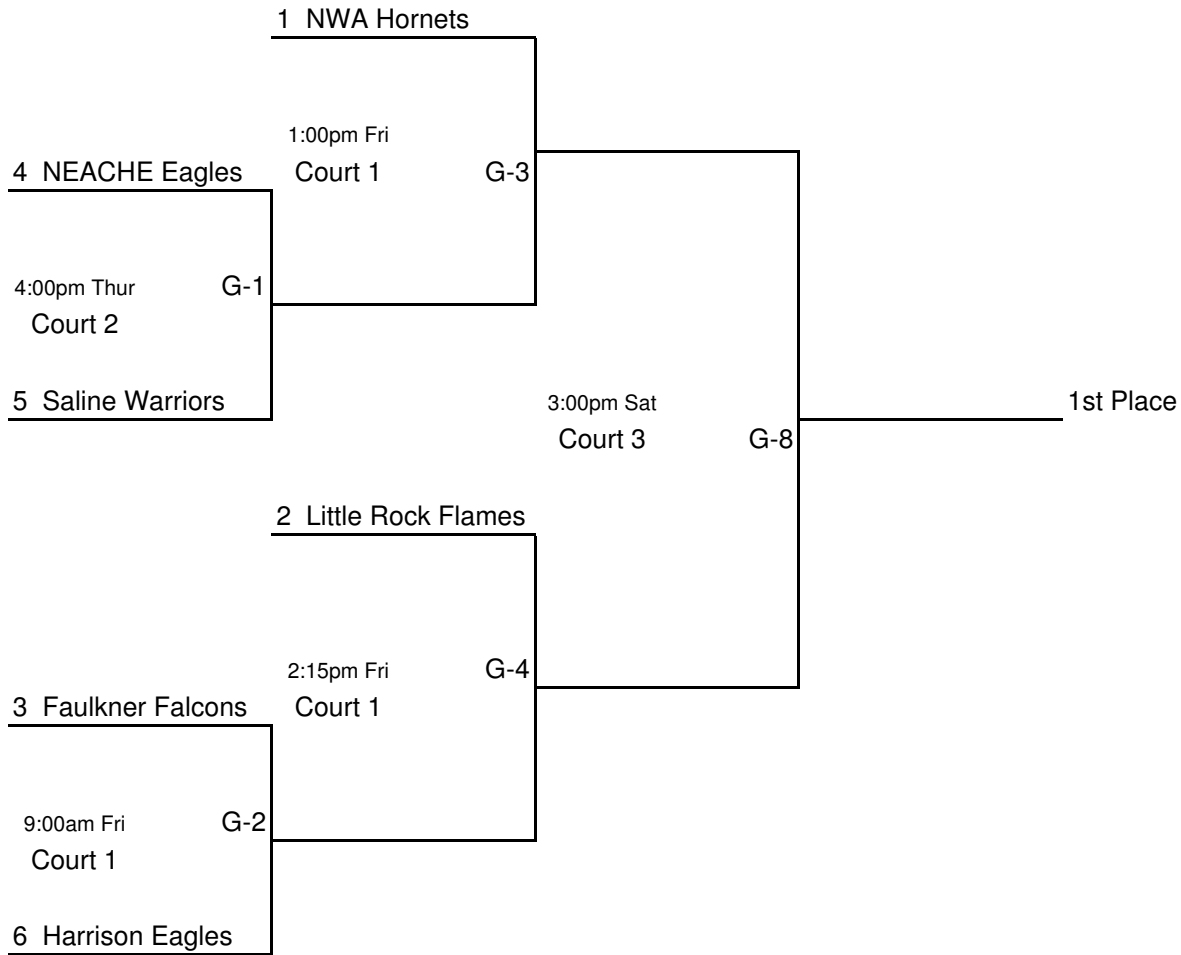 1 NWA Hornets
1:00pm Fri
4 NEACHE Eagles
Court 1
G-3
4:00pm Thur
G-1
Court 2
5 Saline Warriors
3:00pm Sat
1st Place
Court 3
G-8
2 Little Rock Flames
2:15pm Fri
G-4
3 Faulkner Falcons
Court 1
9:00am Fri
G-2
Court 1
6 Harrison Eagles